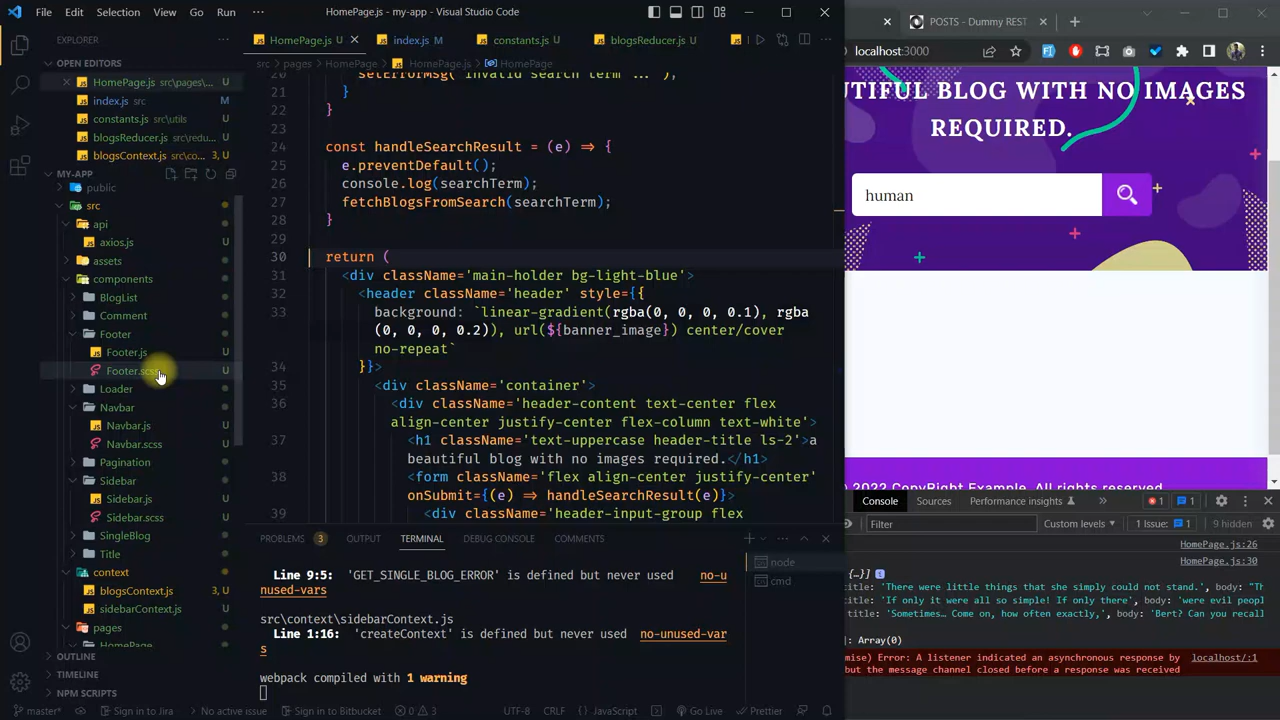 File Edit Selection View Go Run ... HomePage.js - my-app - Visual Studio Code
EXPLORER
OPEN EDITORS
HomePage.js src\pages\... U
index.js src M
constants.js src\utils U
blogsReducer.js src\redu... U
blogsContext.js src\co... 3, U
MY-APP
public
src
api
axios.js U
assets
components
BlogList
Comment
Footer
Footer.js U
Footer.scss U
Loader
Navbar
Navbar.js U
Navbar.scss U
Pagination
Sidebar
Sidebar.js U
Sidebar.scss U
SingleBlog
Title
context
blogsContext.js 3, U
sidebarContext.js U
pages
HomePage
OUTLINE
TIMELINE
NPM SCRIPTS
HomePage.js U index.js M constants.js U blogsReducer.js U
src > pages > HomePage > HomePage.js > HomePage
20 setErrorMsg("Invalid search term ...");
21 }
22 }
23
24 const handleSearchResult = (e) => {
25 e.preventDefault();
26 console.log(searchTerm);
27 fetchBlogsFromSearch(searchTerm);
28 }
29
30 return (
31 <div className='main-holder bg-light-blue'>
32 <header className='header' style={{
33 background: `linear-gradient(rgba(0, 0, 0, 0.1), rgba
(0, 0, 0, 0.2)), url(${banner_image}) center/cover
no-repeat`
34 }}>
35 <div className='container'>
36 <div className='header-content text-center flex
align-center justify-center flex-column text-white'>
37 <h1 className='text-uppercase header-title ls-2'>a
beautiful blog with no images required.</h1>
38 <form className='flex align-center justify-center'
onSubmit={(e) => handleSearchResult(e)}>
39 <div className='header-input-group flex
PROBLEMS 3 OUTPUT TERMINAL DEBUG CONSOLE COMMENTS
node
cmd
Line 9:5: 'GET_SINGLE_BLOG_ERROR' is defined but never used no-u
nused-vars
src\context\sidebarContext.js
Line 1:16: 'createContext' is defined but never used no-unused-var
s
webpack compiled with 1 warning
master* Sign in to Jira No active issue Sign in to Bitbucket 0 3 UTF-8 CRLF JavaScript Go Live Prettier
POSTS - Dummy REST
localhost:3000
UTIFUL BLOG WITH NO IMAGES
REQUIRED.
human
© 2022 CopyRight Example. All rights reserved
Console Sources Performance insights 1 1
Filter Custom levels 1 Issue: 1 9 hidden
HomePage.js:26
HomePage.js:30
{…}]
title: 'There were little things that she simply could not stand.', body: "Th
title: 'If only it were all so simple! If only there', body: 'were evil peopl
title: 'Sometimes... Come on, how often exactly,', body: 'Bert? Can you recall
]: Array(0)
mise) Error: A listener indicated an asynchronous response by localhost/:1
but the message channel closed before a response was received